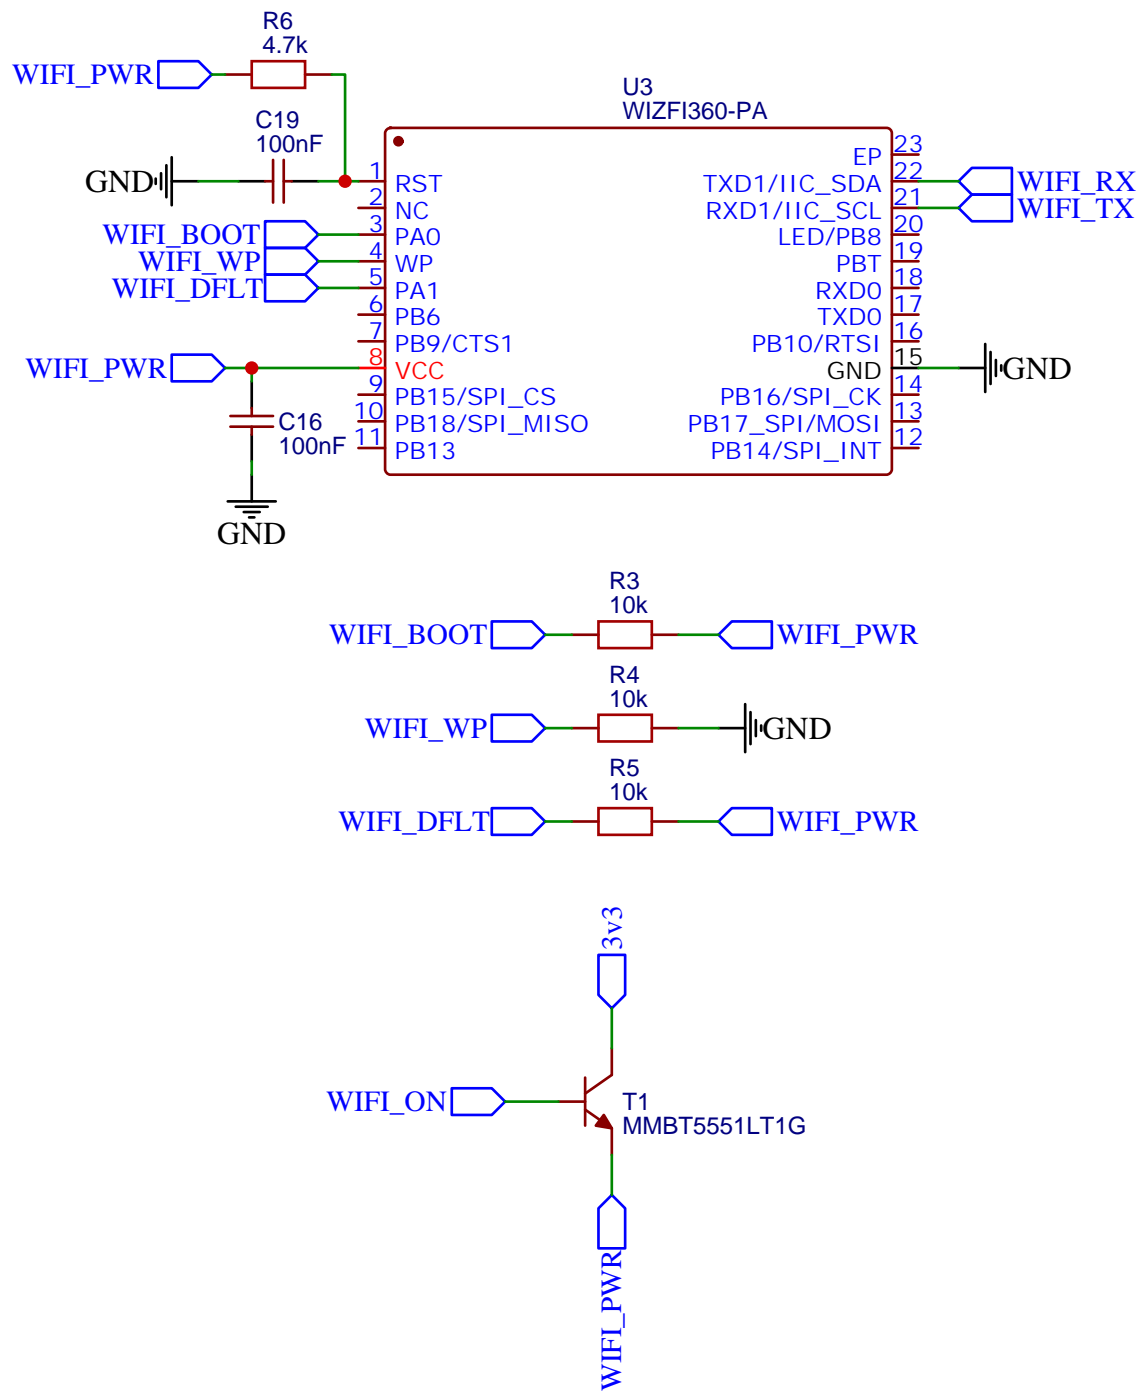 R6
4.7k
WIFI_PWR
C19
100nF
GND
U3
WIZFI360-PA
1 RST
2 NC
3 PA0
4 WP
5 PA1
6 PB6
7 PB9/CTS1
8 VCC
9 PB15/SPI_CS
10 PB18/SPI_MISO
11 PB13
EP 23
TXD1/IIC_SDA 22
RXD1/IIC_SCL 21
LED/PB8 20
PBT 19
RXD0 18
TXD0 17
PB10/RTSI 16
GND 15
PB16/SPI_CK 14
PB17_SPI/MOSI 13
PB14/SPI_INT 12
WIFI_RX
WIFI_TX
WIFI_BOOT
WIFI_WP
WIFI_DFLT
WIFI_PWR
GND
C16
100nF
GND
R3
10k
WIFI_BOOT WIFI_PWR
R4
10k
WIFI_WP GND
R5
10k
WIFI_DFLT WIFI_PWR
3v3
WIFI_ON
T1
MMBT5551LT1G
WIFI_PWR